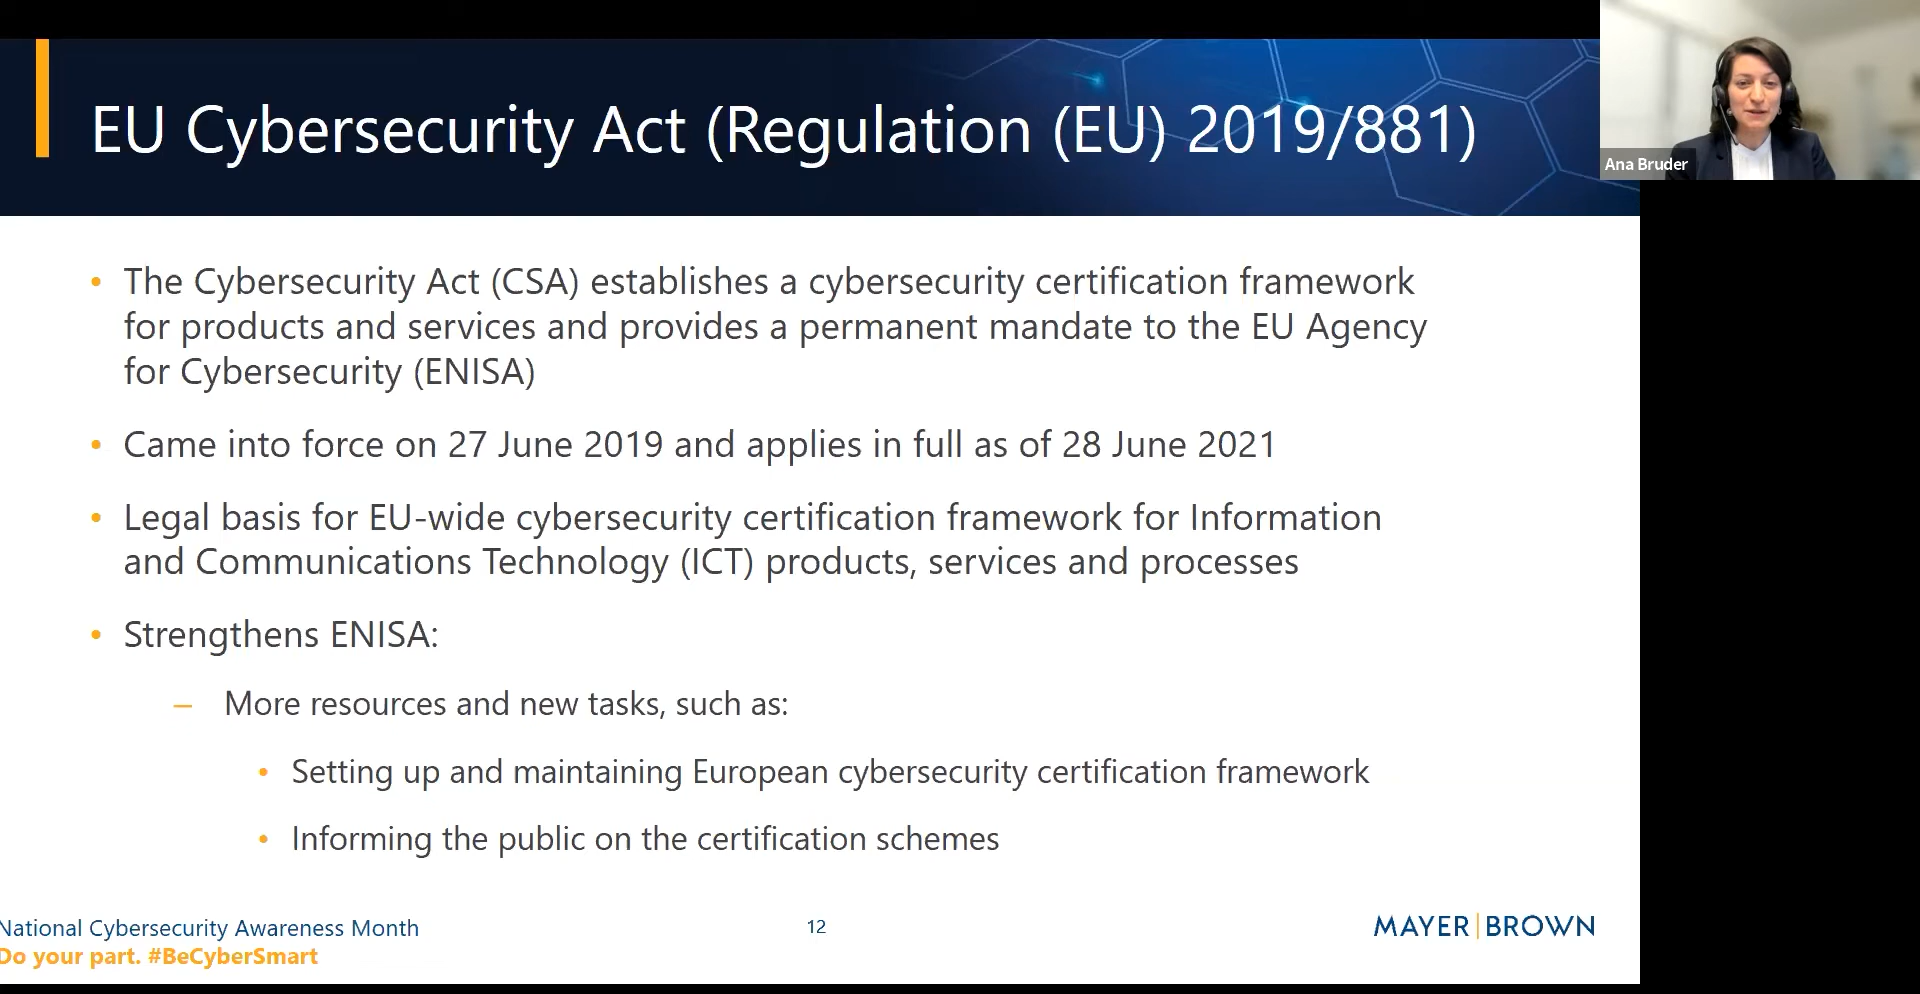 EU Cybersecurity Act (Regulation (EU) 2019/881)
Ana Bruder
• The Cybersecurity Act (CSA) establishes a cybersecurity certification framework
for products and services and provides a permanent mandate to the EU Agency
for Cybersecurity (ENISA)
• Came into force on 27 June 2019 and applies in full as of 28 June 2021
• Legal basis for EU-wide cybersecurity certification framework for Information
and Communications Technology (ICT) products, services and processes
• Strengthens ENISA:
– More resources and new tasks, such as:
• Setting up and maintaining European cybersecurity certification framework
• Informing the public on the certification schemes
National Cybersecurity Awareness Month
Do your part. #BeCyberSmart
12
MAYER|BROWN